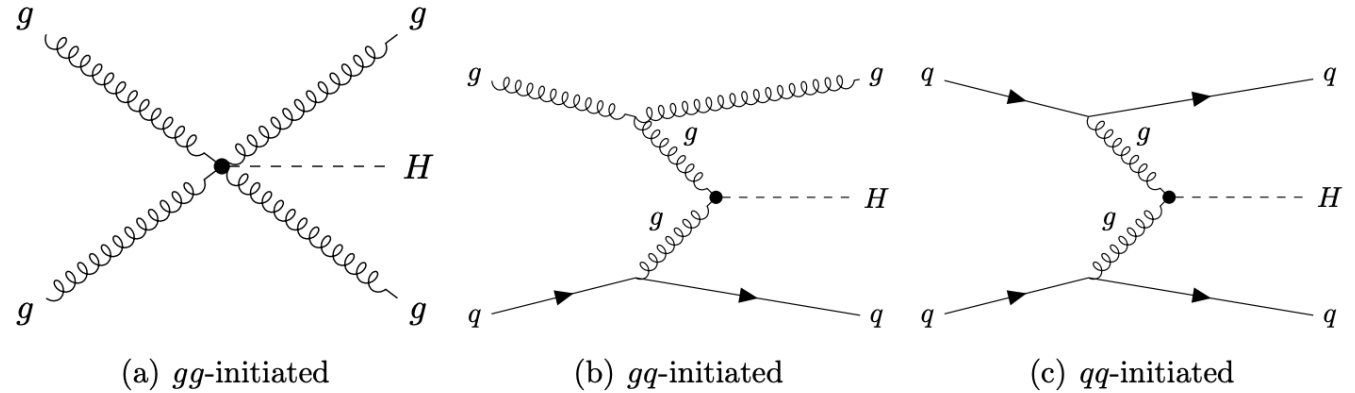 g g
H
g g
(a) gg-initiated
g g
g
H
g
q q
(b) gq-initiated
q q
g
H
g
q q
(c) qq-initiated